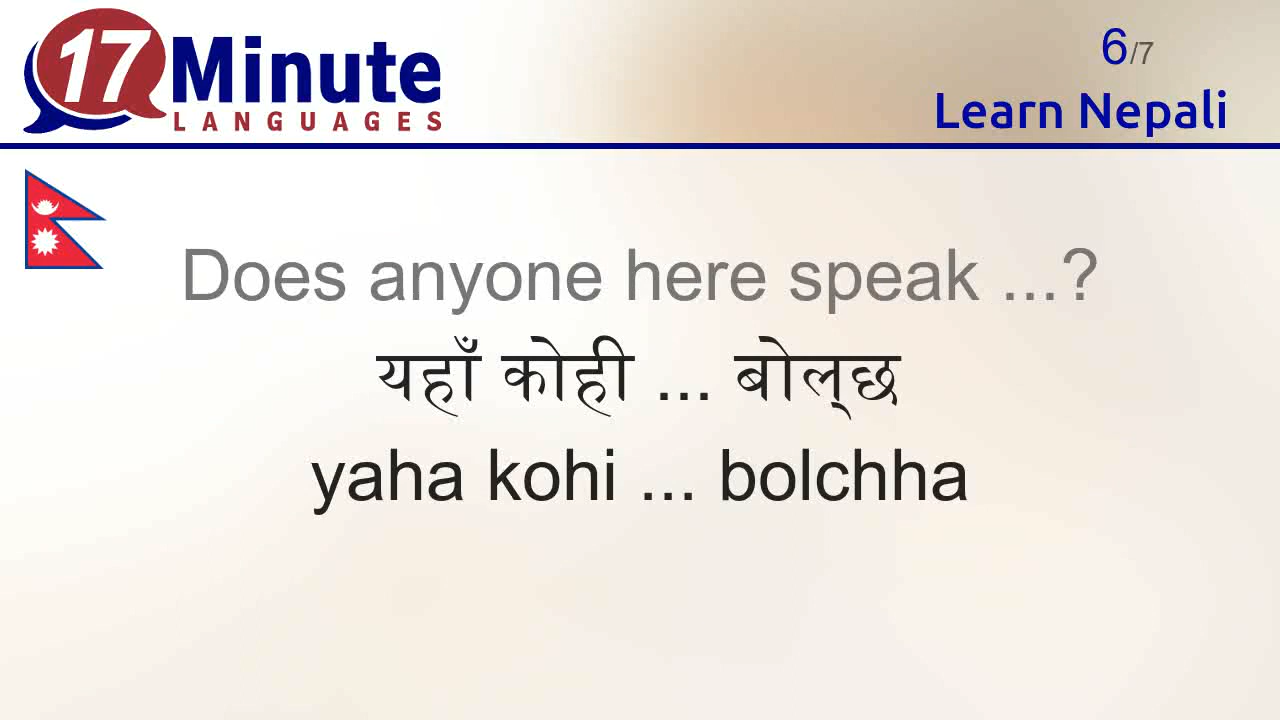 17 Minute
LANGUAGES
6/7
Learn Nepali
Does anyone here speak ...?
यहाँ कोही ... बोल्‌छ
yaha kohi ... bolchha